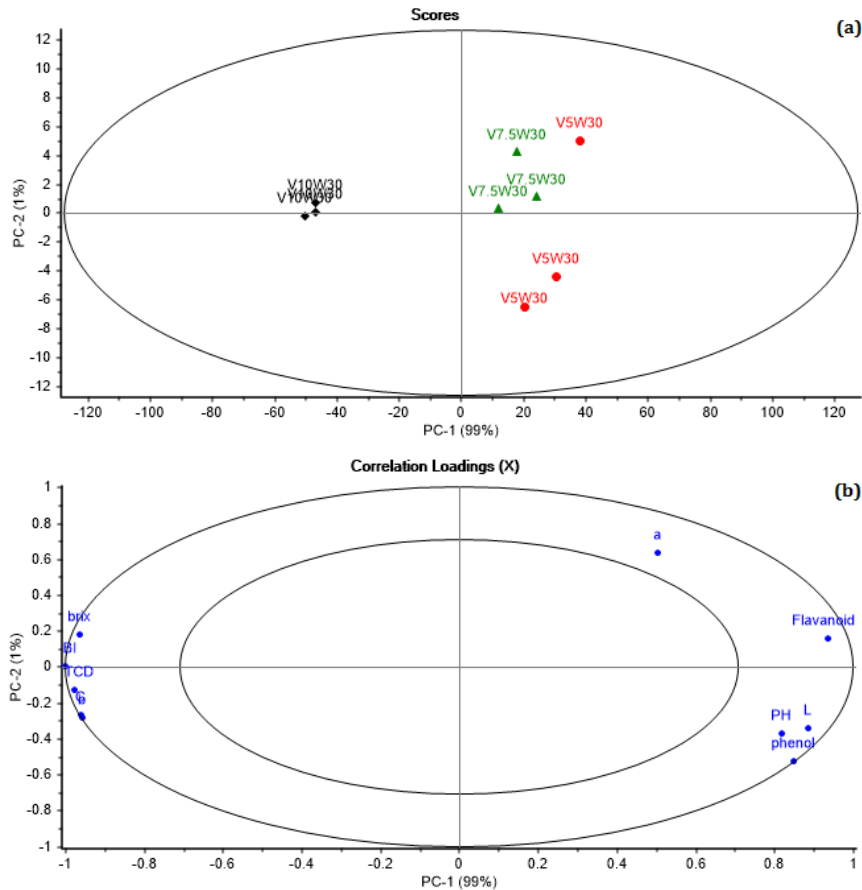 Scores
(a)
PC-2 (1%)
12
10
8
6
4
2
0
-2
-4
-6
-8
-10
-12
V5W30
V7.5W30
V7.5W30
V7.5W30
V10W30
V10W30
V5W30
V5W30
-120 -100 -80 -60 -40 -20 0 20 40 60 80 100 120
PC-1 (99%)
Correlation Loadings (X)
(b)
PC-2 (1%)
1
0.8
0.6
0.4
0.2
0
-0.2
-0.4
-0.6
-0.8
-1
a
brix
Flavanoid
BI
TCD
b
L
PH
phenol
-1 -0.8 -0.6 -0.4 -0.2 0 0.2 0.4 0.6 0.8 1
PC-1 (99%)